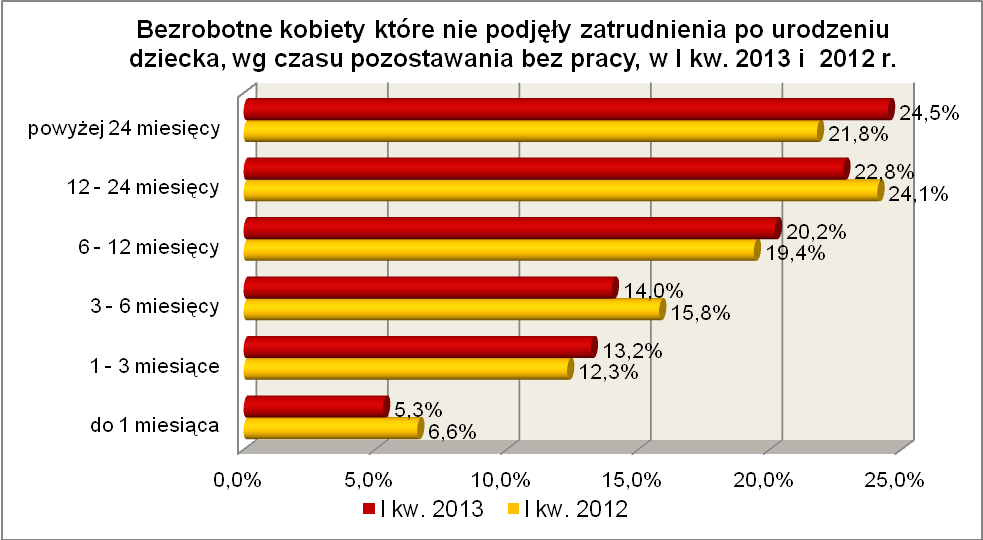 Bezrobotne kobiety które nie podjęły zatrudnienia po urodzeniu
dziecka, wg czasu pozostawania bez pracy, w I kw. 2013 i  2012 r.
powyżej 24 miesięcy
24,5%
21,8%
12 - 24 miesięcy
22,8%
24,1%
6 - 12 miesięcy
20,2%
19,4%
3 - 6 miesięcy
14,0%
15,8%
1 - 3 miesiące
13,2%
12,3%
do 1 miesiąca
5,3%
6,6%
0,0% 5,0% 10,0% 15,0% 20,0% 25,0%
I kw. 2013 I kw. 2012